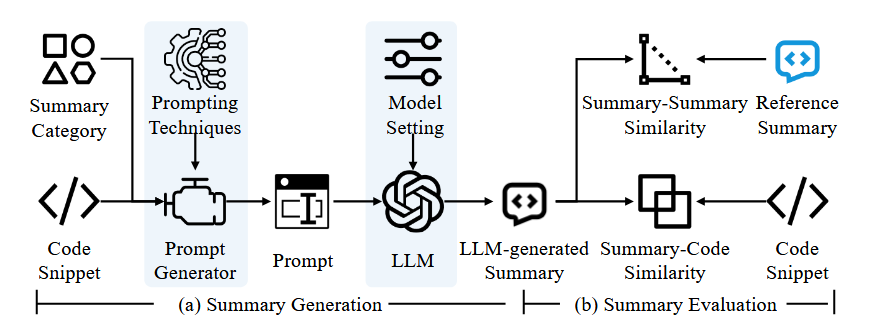 Summary
Category
Prompting
Techniques
Model
Setting
Summary-Summary
Similarity
Reference
Summary
Code
Snippet
Prompt
Generator
Prompt
LLM
LLM-generated
Summary
Summary-Code
Similarity
Code
Snippet
(a) Summary Generation
(b) Summary Evaluation